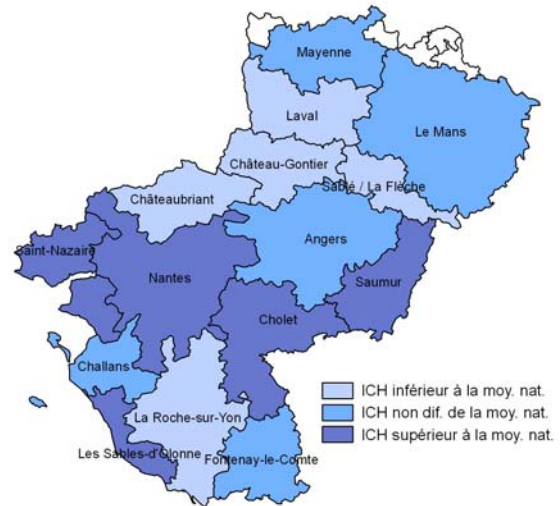 Mayenne
Laval
Le Mans
Château-Gontier
Sablé / La Flèche
Châteaubriant
Angers
Saint-Nazaire
Nantes
Saumur
Cholet
Challans
La Roche-sur-Yon
Les Sables-d'Olonne
Fontenay-le-Comte
ICH inférieur à la moy. nat.
ICH non dif. de la moy. nat.
ICH supérieur à la moy. nat.